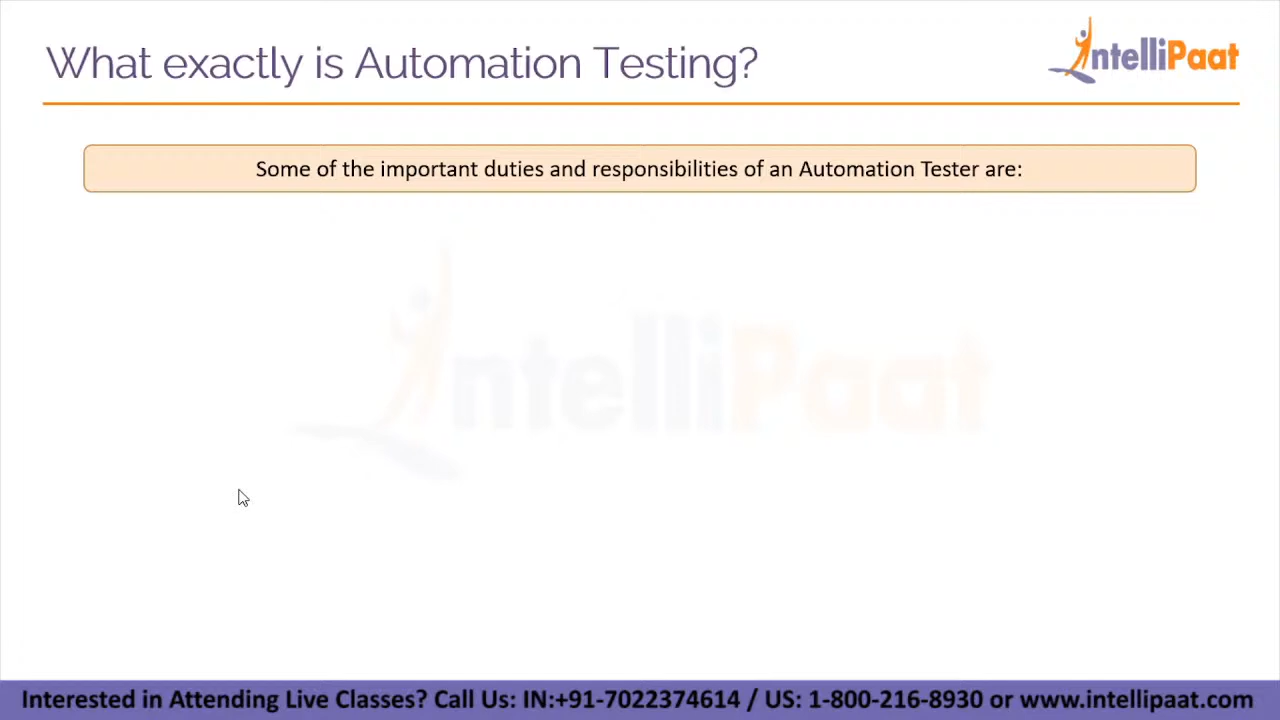 What exactly is Automation Testing?
IntelliPaat
Some of the important duties and responsibilities of an Automation Tester are:
IntelliPaat
Interested in Attending Live Classes? Call Us: IN:+91-7022374614 / US: 1-800-216-8930 or www.intellipaat.com